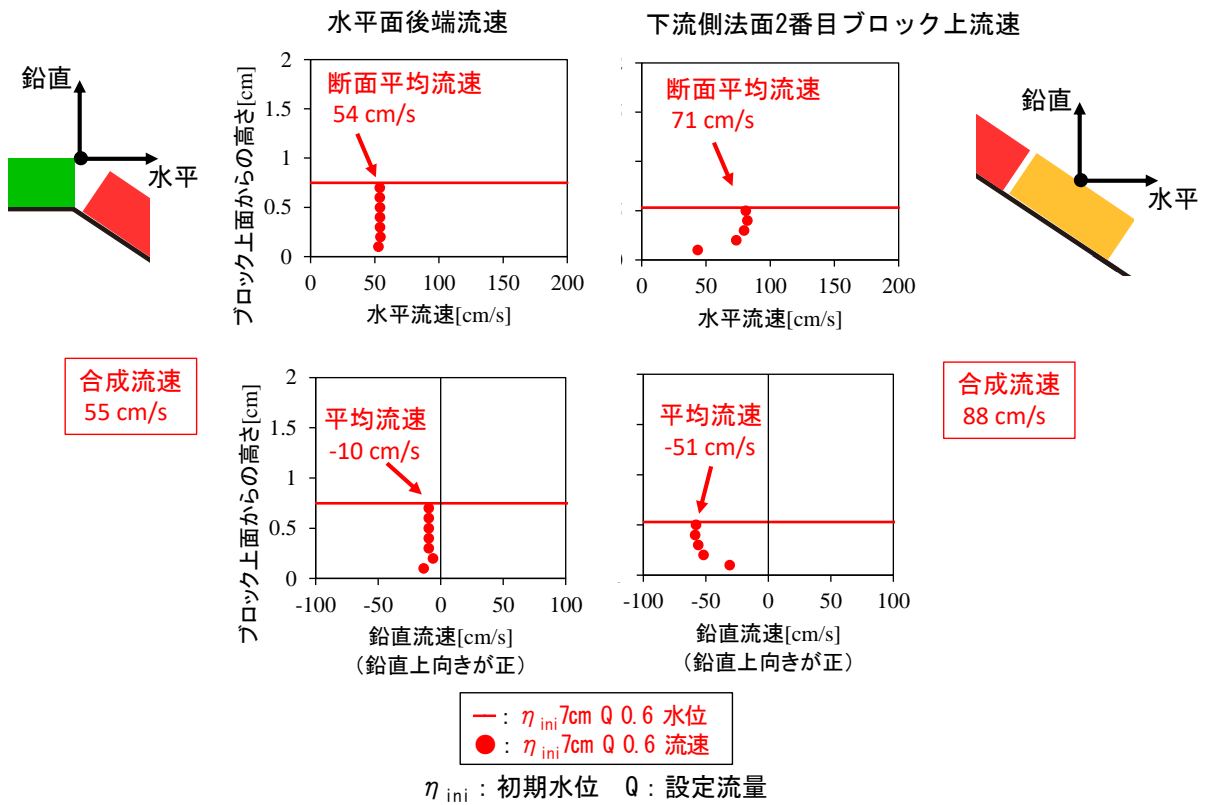 水平面後端流速
下流側法面2番目ブロック上流速
鉛直
水平
ブロック上面からの高さ[cm]
2
1.5
1
0.5
0
断面平均流速
54 cm/s
0 50 100 150 200
水平流速[cm/s]
断面平均流速
71 cm/s
0 50 100 150 200
水平流速[cm/s]
鉛直
水平
合成流速
55 cm/s
ブロック上面からの高さ[cm]
2
1.5
1
0.5
0
平均流速
-10 cm/s
-100 -50 0 50 100
鉛直流速[cm/s]
（鉛直上向きが正）
平均流速
-51 cm/s
-100 -50 0 50 100
鉛直流速[cm/s]
（鉛直上向きが正）
合成流速
88 cm/s
：η ini 7cm Q 0.6 水位
：η ini 7cm Q 0.6 流速
η ini：初期水位　Q：設定流量